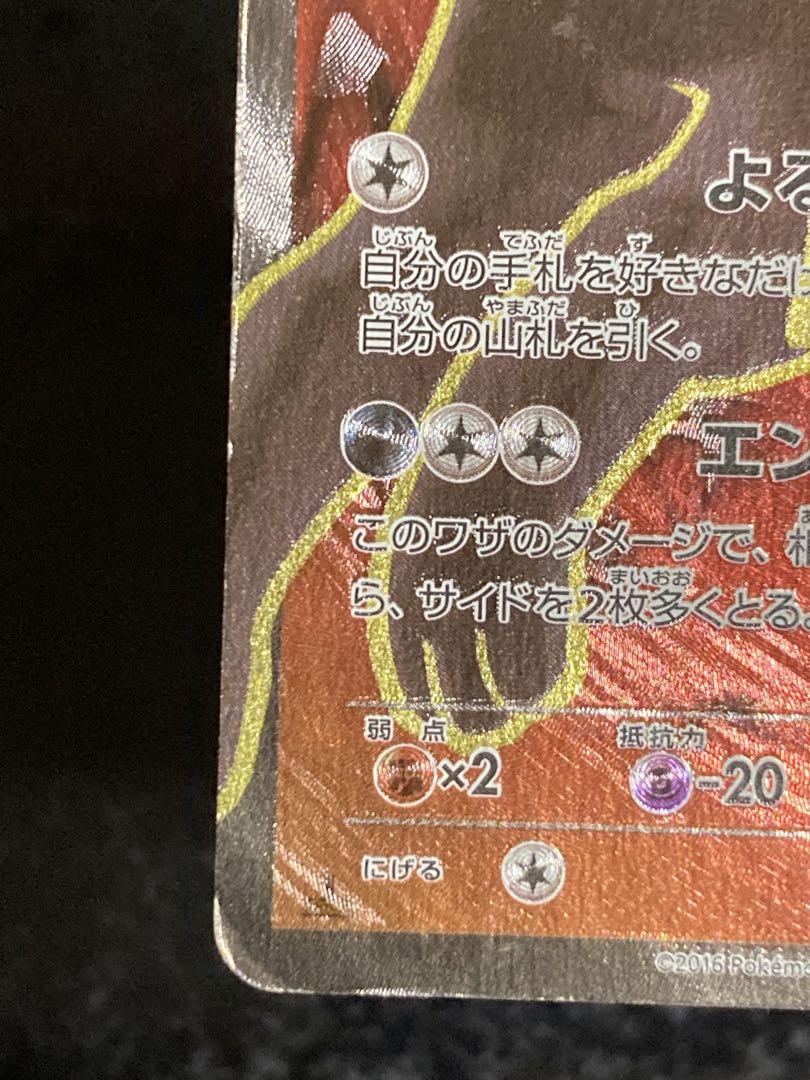 よる
じぶん てふだ す
自分の手札を好きなだけ
じぶん やまふだ ひ
自分の山札を引く。
エン
このワザのダメージで、相
まいおお
ら、サイドを2枚多くとる。
弱点 ×2 抵抗力 -20
にげる
©2016 Pokémo